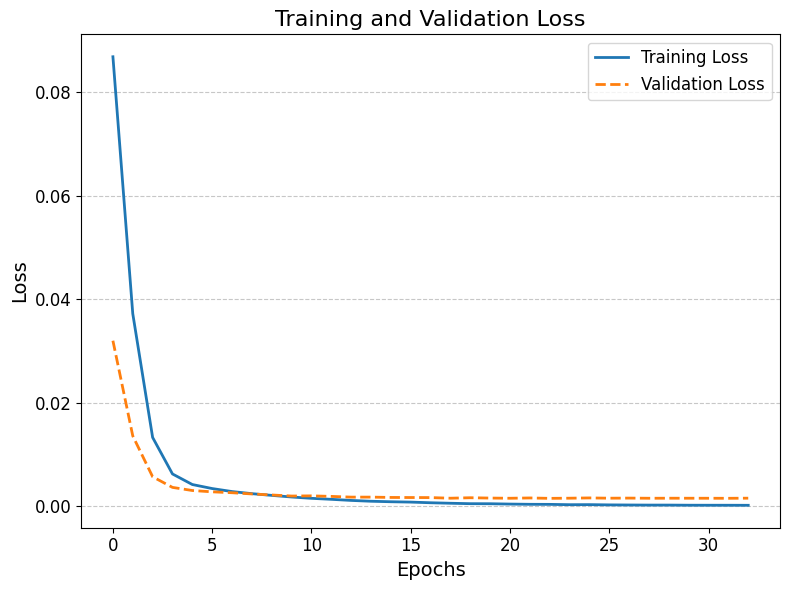 Training and Validation Loss
Training Loss
Validation Loss
Loss
0.08
0.06
0.04
0.02
0.00
0 5 10 15 20 25 30
Epochs